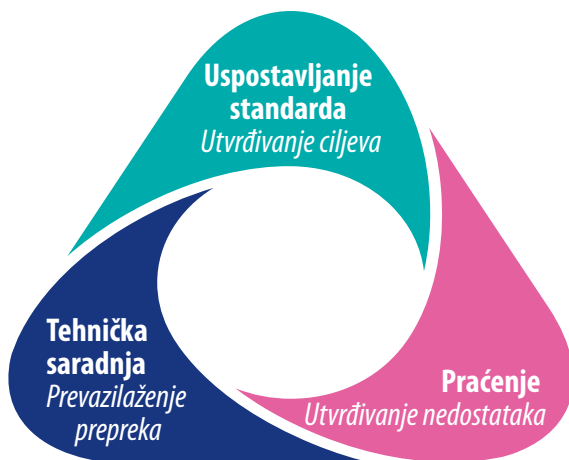 Uspostavljanje
standarda
Utvrđivanje ciljeva
Tehnička
saradnja
Prevazilaženje
prepreka
Praćenje
Utvrđivanje nedostataka